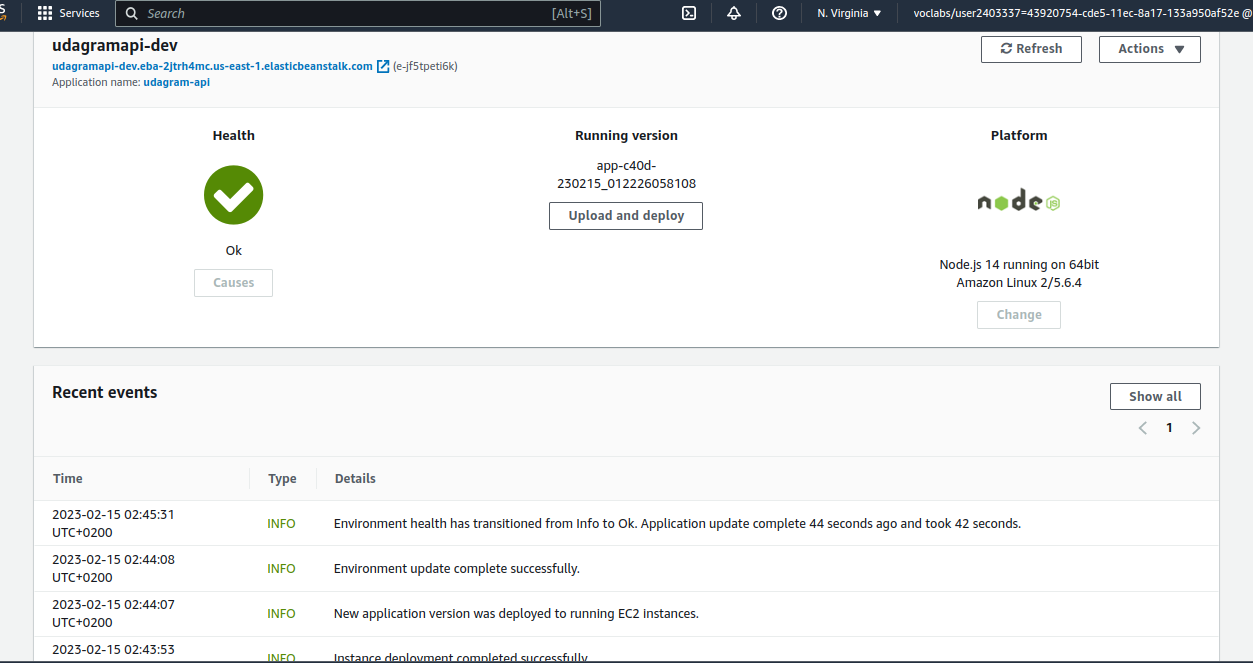 Services
Search
[Alt+S]
N. Virginia
voclabs/user2403337=43920754-cde5-11ec-8a17-133a950af52e @
udagramapi-dev
Refresh
Actions
udagramapi-dev.eba-2jtrh4mc.us-east-1.elasticbeanstalk.com (e-jf5tpeti6k)
Application name: udagram-api
Health
Ok
Causes
Running version
app-c40d-
230215_012226058108
Upload and deploy
Platform
node JS
Node.js 14 running on 64bit
Amazon Linux 2/5.6.4
Change
Recent events
Show all
1
Time Type Details
2023-02-15 02:45:31
UTC+0200
INFO
Environment health has transitioned from Info to Ok. Application update complete 44 seconds ago and took 42 seconds.
2023-02-15 02:44:08
UTC+0200
INFO
Environment update complete successfully.
2023-02-15 02:44:07
UTC+0200
INFO
New application version was deployed to running EC2 instances.
2023-02-15 02:43:53
INFO
Instance deployment completed successfully.